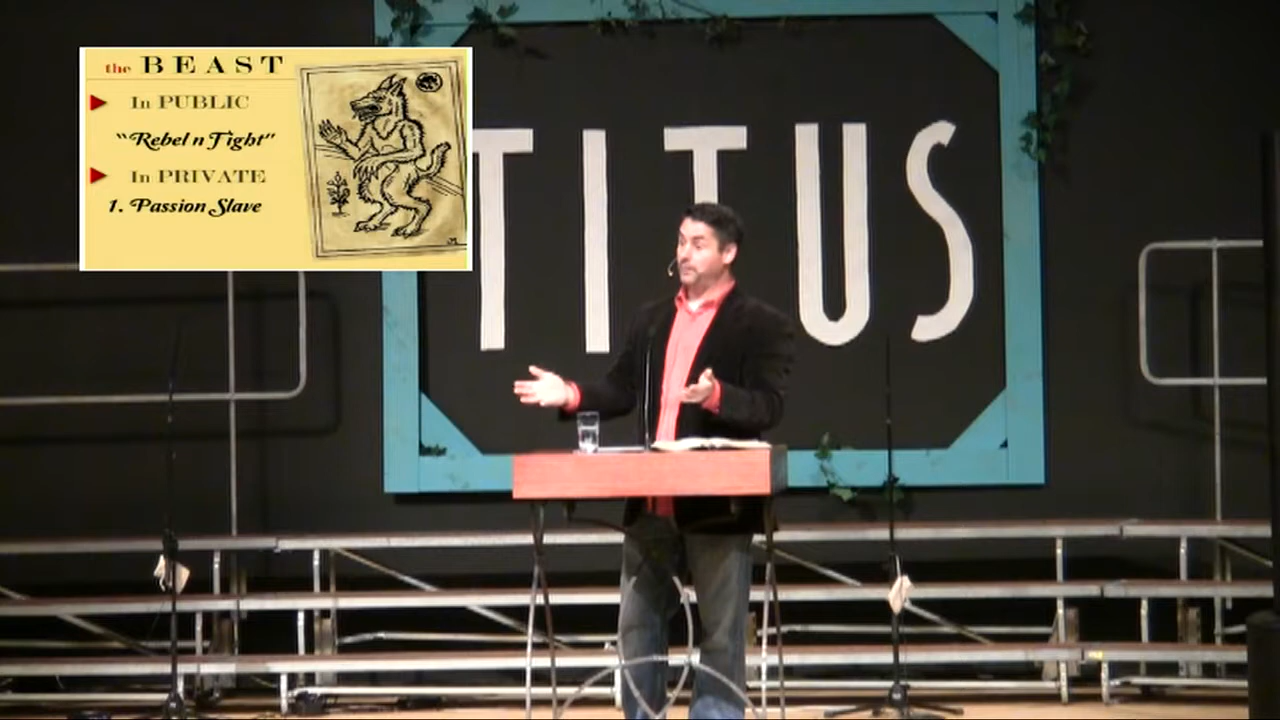 the BEAST
In PUBLIC
"Rebel n Fight"
In PRIVATE
1. Passion Slave
TITUS